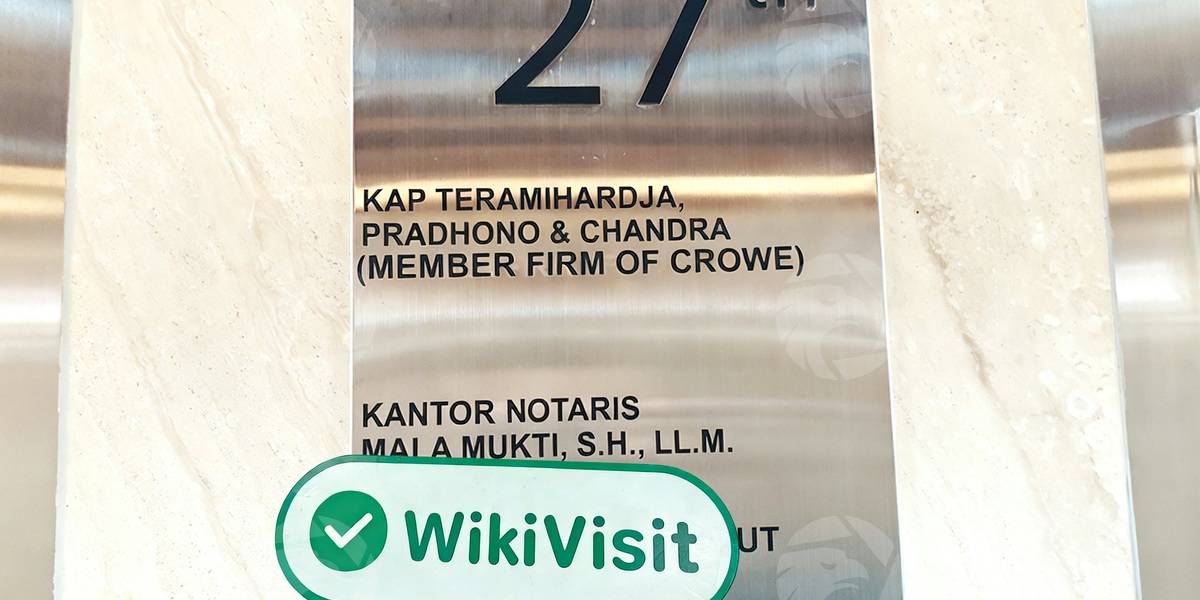 27th
KAP TERAMIHARDJA,
PRADHONO & CHANDRA
(MEMBER FIRM OF CROWE)
KANTOR NOTARIS
MALA MUKTI, S.H., LL.M.
WikiVisit